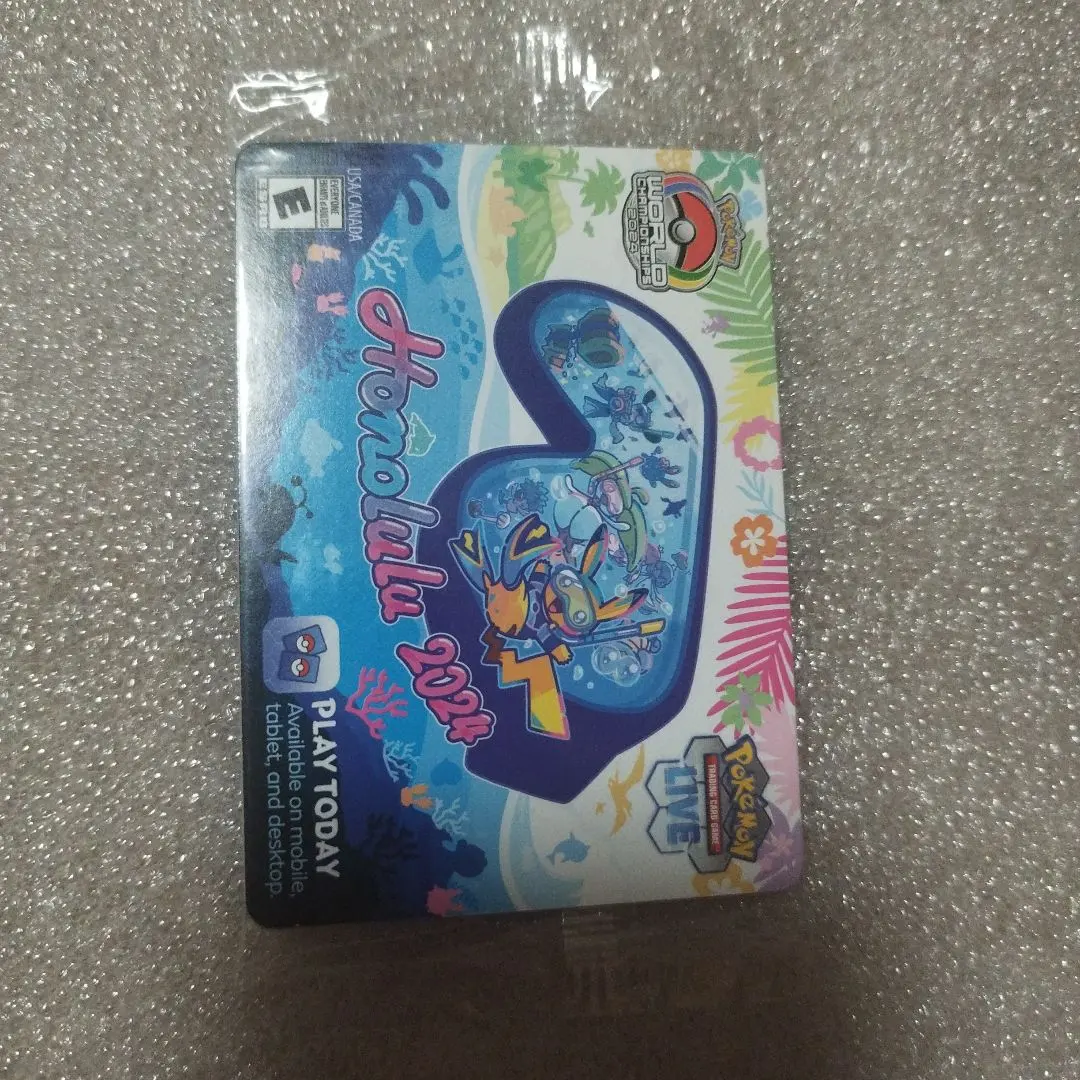 Pokémon
WORLD
CHAMPIONSHIPS
2024
Pokémon
TRADING CARD GAME
LIVE
Honolulu 2024
USA/CANADA
EVERYONE
E
PLAY TODAY
Available on mobile,
tablet, and desktop.